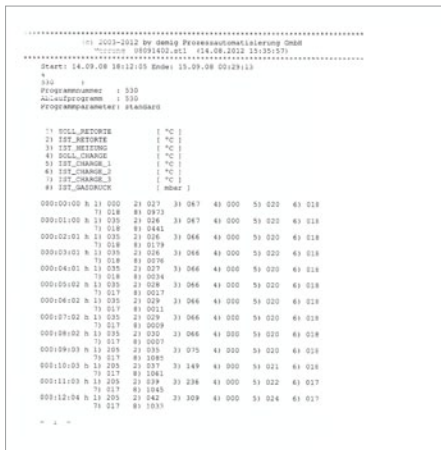 (c) 2003-2012 by demig Prozessautomatisierung GmbH
08091402.stl (14.08.2012 15:35:57)
Start: 14.09.08 18:12:05 Ende: 15.09.08 00:29:13
530 :
Programmnummer : 530
Ablaufprogramm : 530
Programmparameter: standard
1) SOLL_RETORTE [ °C ]
2) IST_RETORTE [ °C ]
3) IST_HEIZUNG [ °C ]
4) SOLL_CHARGE [ °C ]
5) IST_CHARGE_1 [ °C ]
6) IST_CHARGE_2 [ °C ]
7) IST_CHARGE_3 [ °C ]
8) IST_GASDRUCK [ mbar ]
000:00:00 h 1) 000 2) 027 3) 067 4) 000 5) 020 6) 018
7) 018 8) 0973
000:01:00 h 1) 035 2) 026 3) 067 4) 000 5) 020 6) 018
7) 018 8) 0441
000:02:01 h 1) 035 2) 026 3) 066 4) 000 5) 020 6) 018
7) 018 8) 0179
000:03:01 h 1) 035 2) 026 3) 066 4) 000 5) 020 6) 018
7) 018 8) 0076
000:04:01 h 1) 035 2) 027 3) 066 4) 000 5) 020 6) 018
7) 018 8) 0034
000:05:02 h 1) 035 2) 028 3) 066 4) 000 5) 020 6) 018
7) 018 8) 0017
000:06:02 h 1) 035 2) 029 3) 066 4) 000 5) 020 6) 018
7) 018 8) 0011
000:07:02 h 1) 035 2) 029 3) 066 4) 000 5) 020 6) 018
7) 017 8) 0009
000:08:02 h 1) 035 2) 030 3) 066 4) 000 5) 020 6) 018
7) 018 8) 0007
000:09:03 h 1) 205 2) 035 3) 075 4) 000 5) 020 6) 018
7) 017 8) 1085
000:10:03 h 1) 205 2) 037 3) 149 4) 000 5) 021 6) 016
7) 017 8) 1061
000:11:03 h 1) 205 2) 039 3) 236 4) 000 5) 022 6) 017
7) 017 8) 1045
000:12:04 h 1) 205 2) 042 3) 309 4) 000 5) 024 6) 017
7) 017 8) 1037